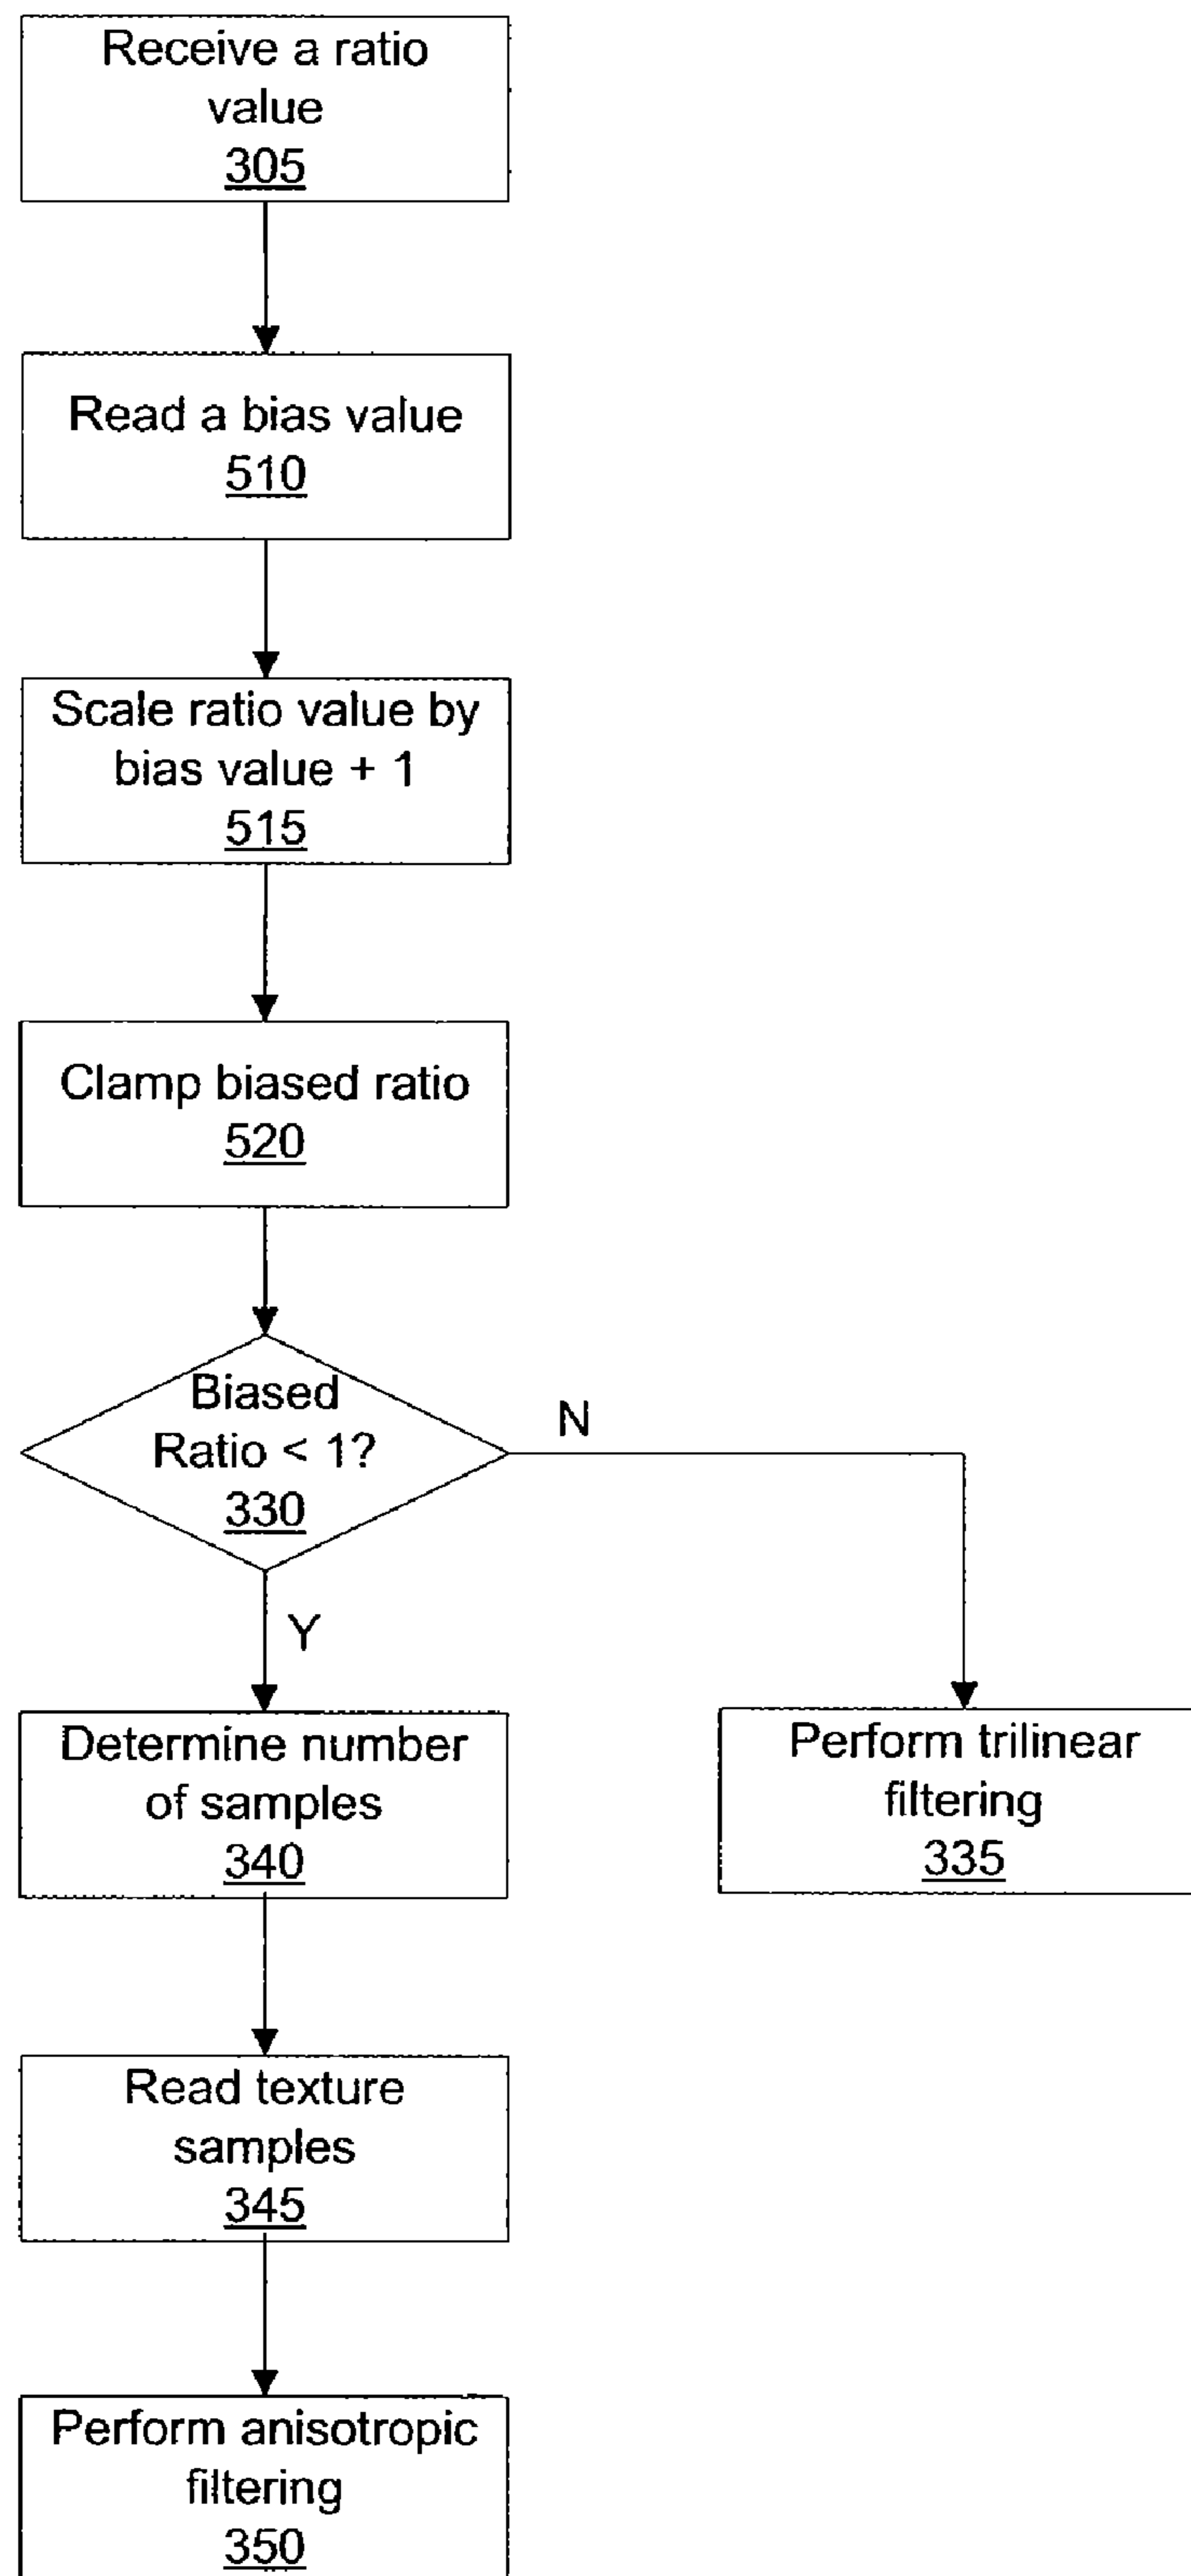 Receive a ratio
value
305
Read a bias value
510
Scale ratio value by
bias value + 1
515
Clamp biased ratio
520
Biased
Ratio < 1?
330
N
Y
Determine number
of samples
340
Perform trilinear
filtering
335
Read texture
samples
345
Perform anisotropic
filtering
350